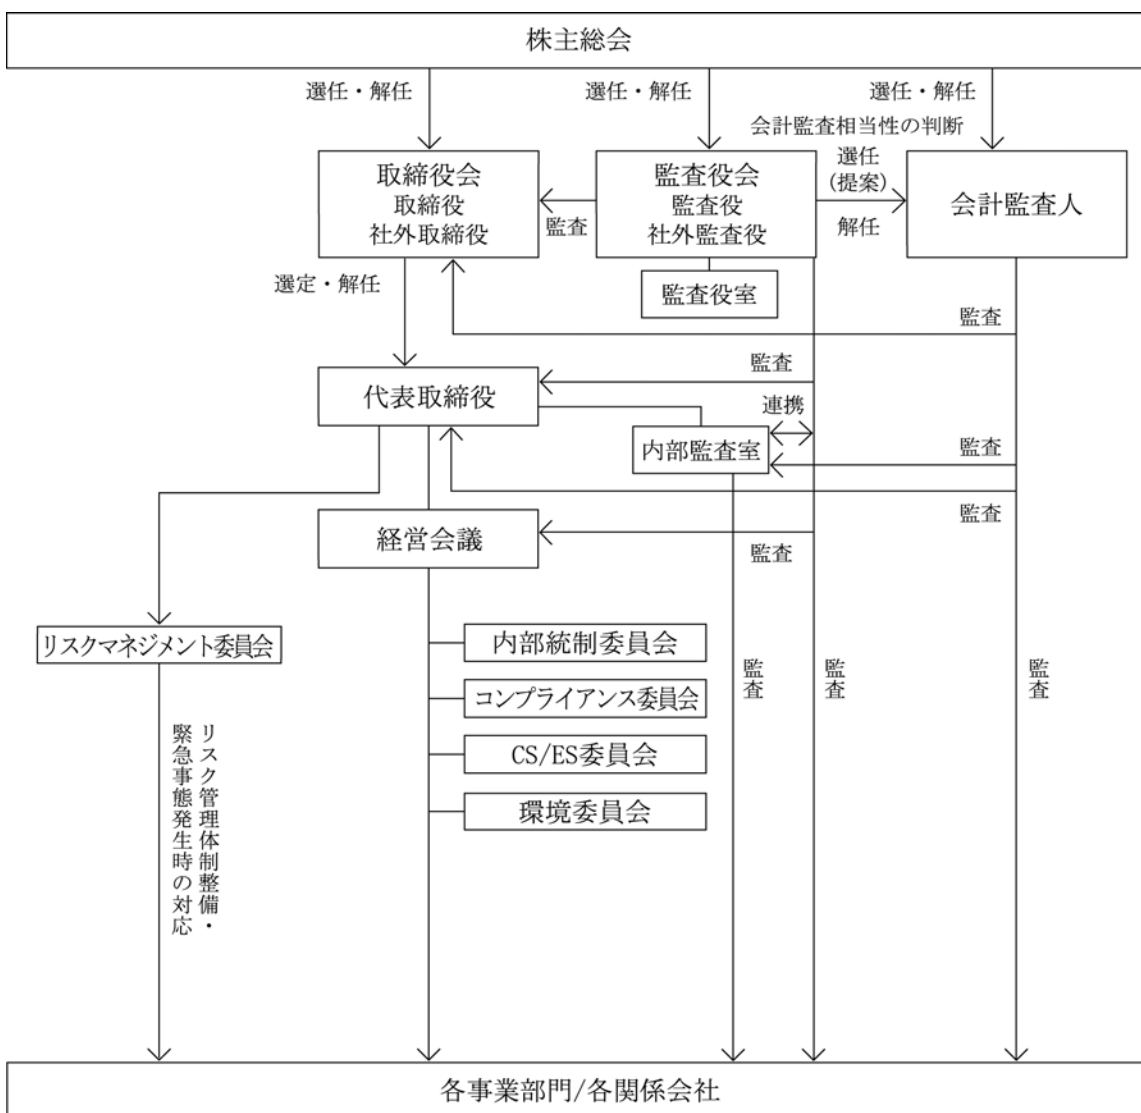 株主総会
選任・解任
選任・解任
選任・解任
会計監査相当性の判断
取締役会
取締役
社外取締役
監査
監査役会
監査役
社外監査役
選任
(提案)
解任
会計監査人
監査役室
選定・解任
監査
監査
代表取締役
連携
内部監査室
監査
監査
経営会議
監査
リスクマネジメント委員会
内部統制委員会
コンプライアンス委員会
CS/ES委員会
環境委員会
監査
監査
監査
リスク管理体制整備・
緊急事態発生時の対応
各事業部門/各関係会社